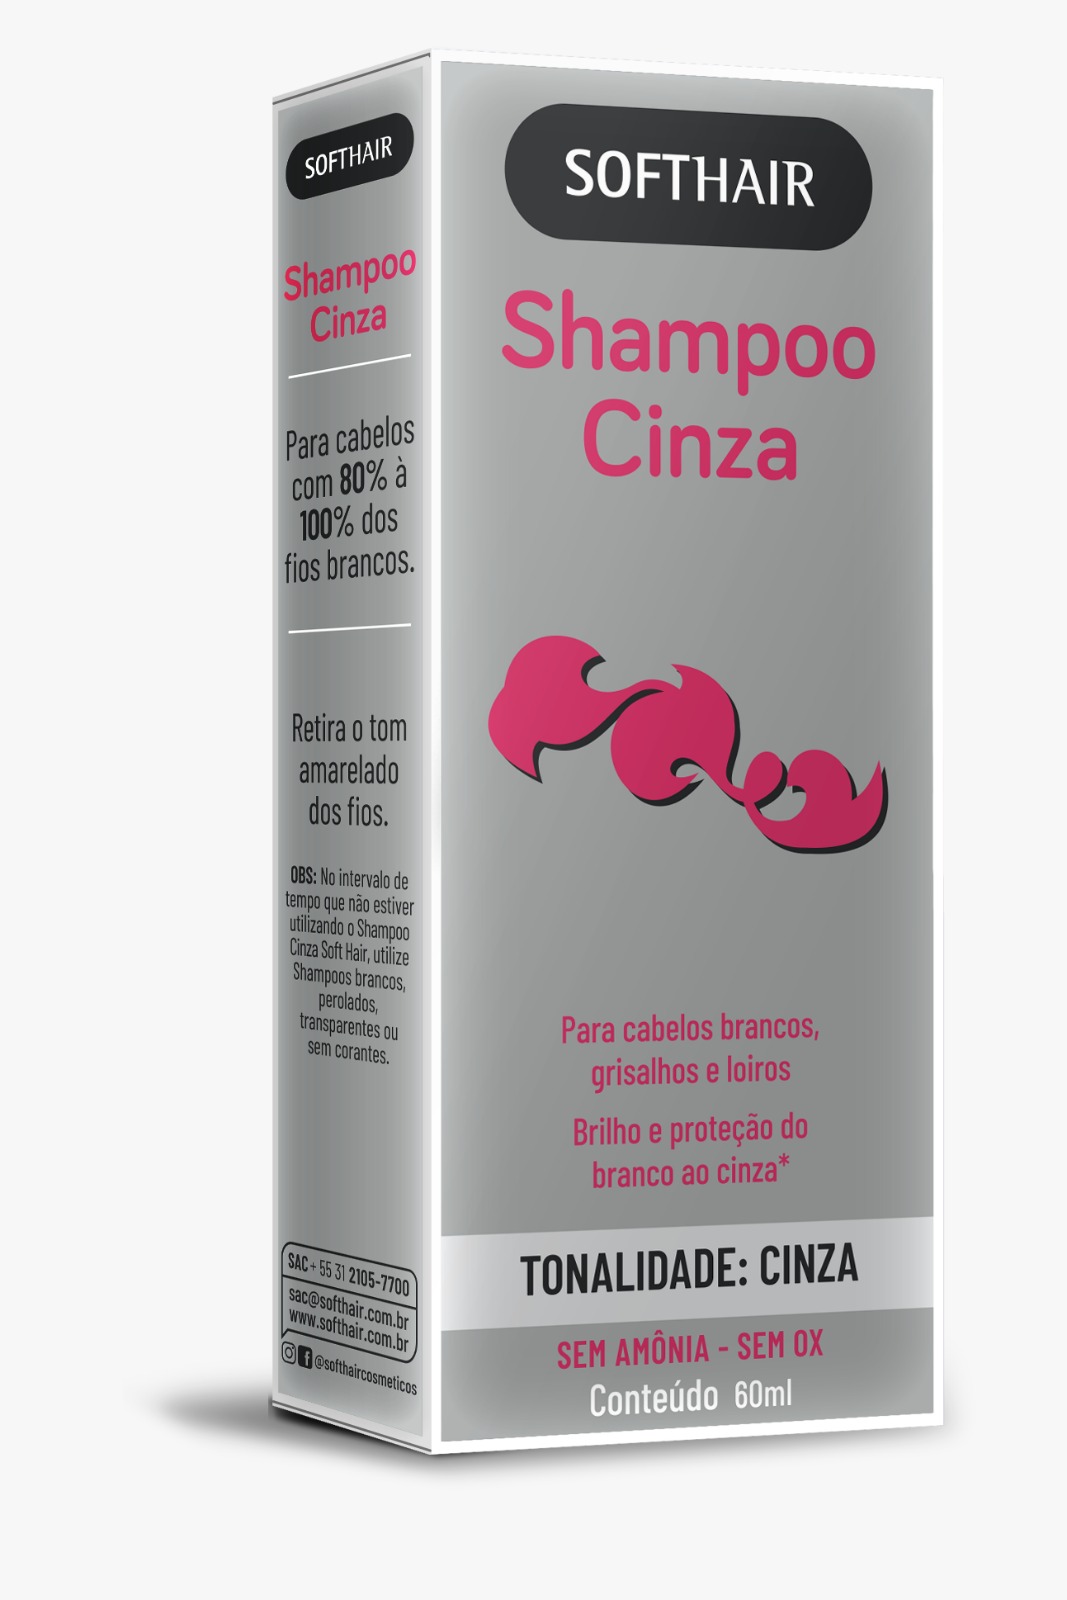 SOFTHAIR
Shampoo
Cinza
Para cabelos
com 80% à
100% dos
fios brancos.
Retira o tom
amarelado
dos fios.
OBS: No intervalo de
tempo que não estiver
utilizando o Shampoo
Cinza Soft Hair, utilize
Shampoos brancos,
perolados,
transparentes ou
sem corantes.
SAC + 55 31 2105-7700
sac@softhair.com.br
www.softhair.com.br
@softhaircosmeticos
SOFTHAIR
Shampoo
Cinza
Para cabelos brancos,
grisalhos e loiros
Brilho e proteção do
branco ao cinza*
TONALIDADE: CINZA
SEM AMÔNIA - SEM OX
Conteúdo 60ml